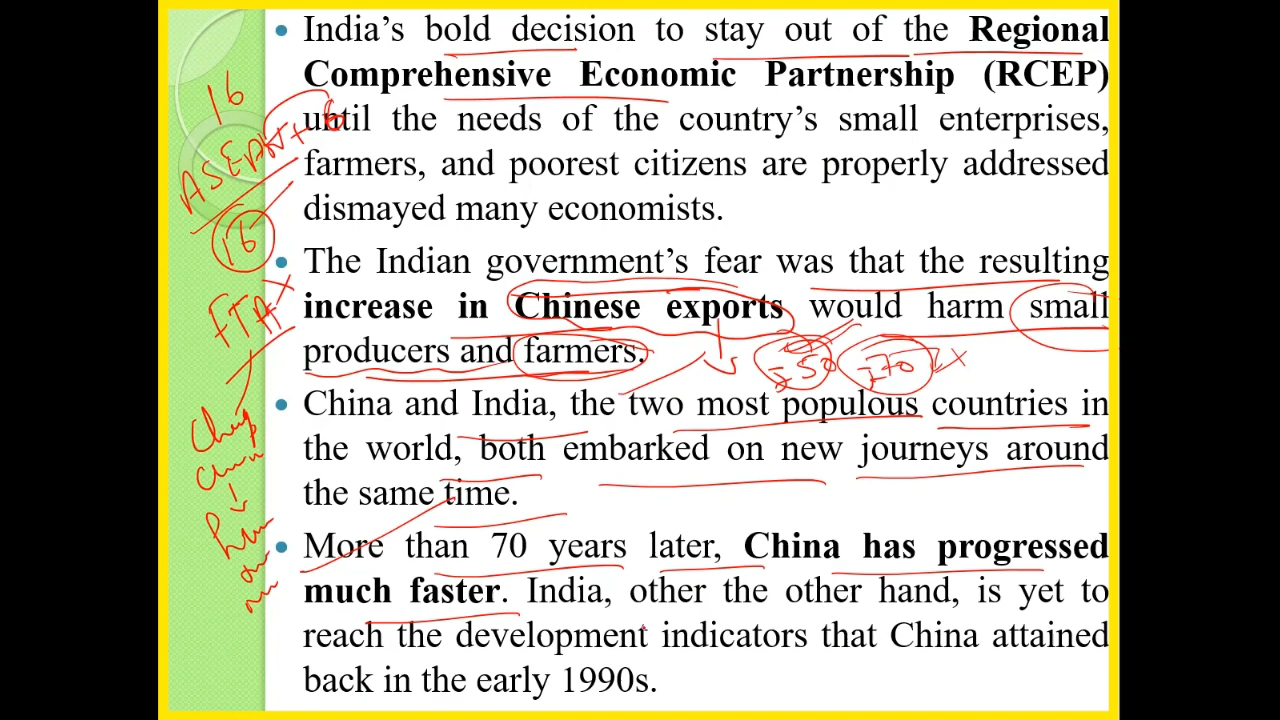 India's bold decision to stay out of the Regional
Comprehensive Economic Partnership (RCEP)
until the needs of the country's small enterprises,
farmers, and poorest citizens are properly addressed
dismayed many economists.
The Indian government's fear was that the resulting
increase in Chinese exports would harm small
producers and farmers.
China and India, the two most populous countries in
the world, both embarked on new journeys around
the same time.
More than 70 years later, China has progressed
much faster. India, other the other hand, is yet to
reach the development indicators that China attained
back in the early 1990s.
16
ASEAN + 6
16
FTA
Cheap
₹50
₹70